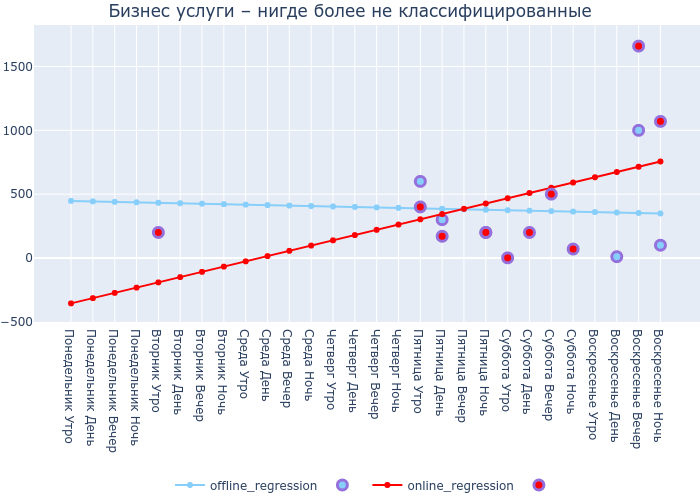 Бизнес услуги – нигде более не классифицированные
1500
1000
500
0
−500
Понедельник Утро
Понедельник День
Понедельник Вечер
Понедельник Ночь
Вторник Утро
Вторник День
Вторник Вечер
Вторник Ночь
Среда Утро
Среда День
Среда Вечер
Среда Ночь
Четверг Утро
Четверг День
Четверг Вечер
Четверг Ночь
Пятница Утро
Пятница День
Пятница Вечер
Пятница Ночь
Суббота Утро
Суббота День
Суббота Вечер
Суббота Ночь
Воскресенье Утро
Воскресенье День
Воскресенье Вечер
Воскресенье Ночь
offline_regression
online_regression